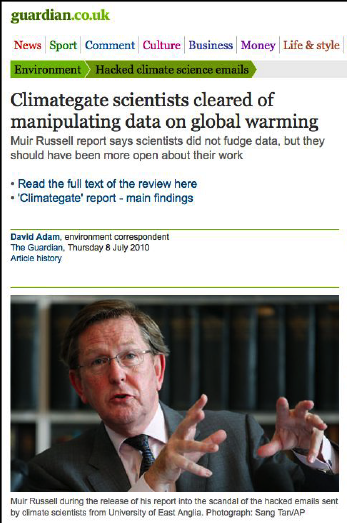 guardian.co.uk
News Sport Comment Culture Business Money Life & style
Environment Hacked climate science emails
Climategate scientists cleared of
manipulating data on global warming
Muir Russell report says scientists did not fudge data, but they
should have been more open about their work
• Read the full text of the review here
• 'Climategate' report - main findings
David Adam, environment correspondent
The Guardian, Thursday 8 July 2010
Article history
Muir Russell during the release of his report into the scandal of the hacked emails sent
by climate scientists from University of East Anglia. Photograph: Sang Tan/AP